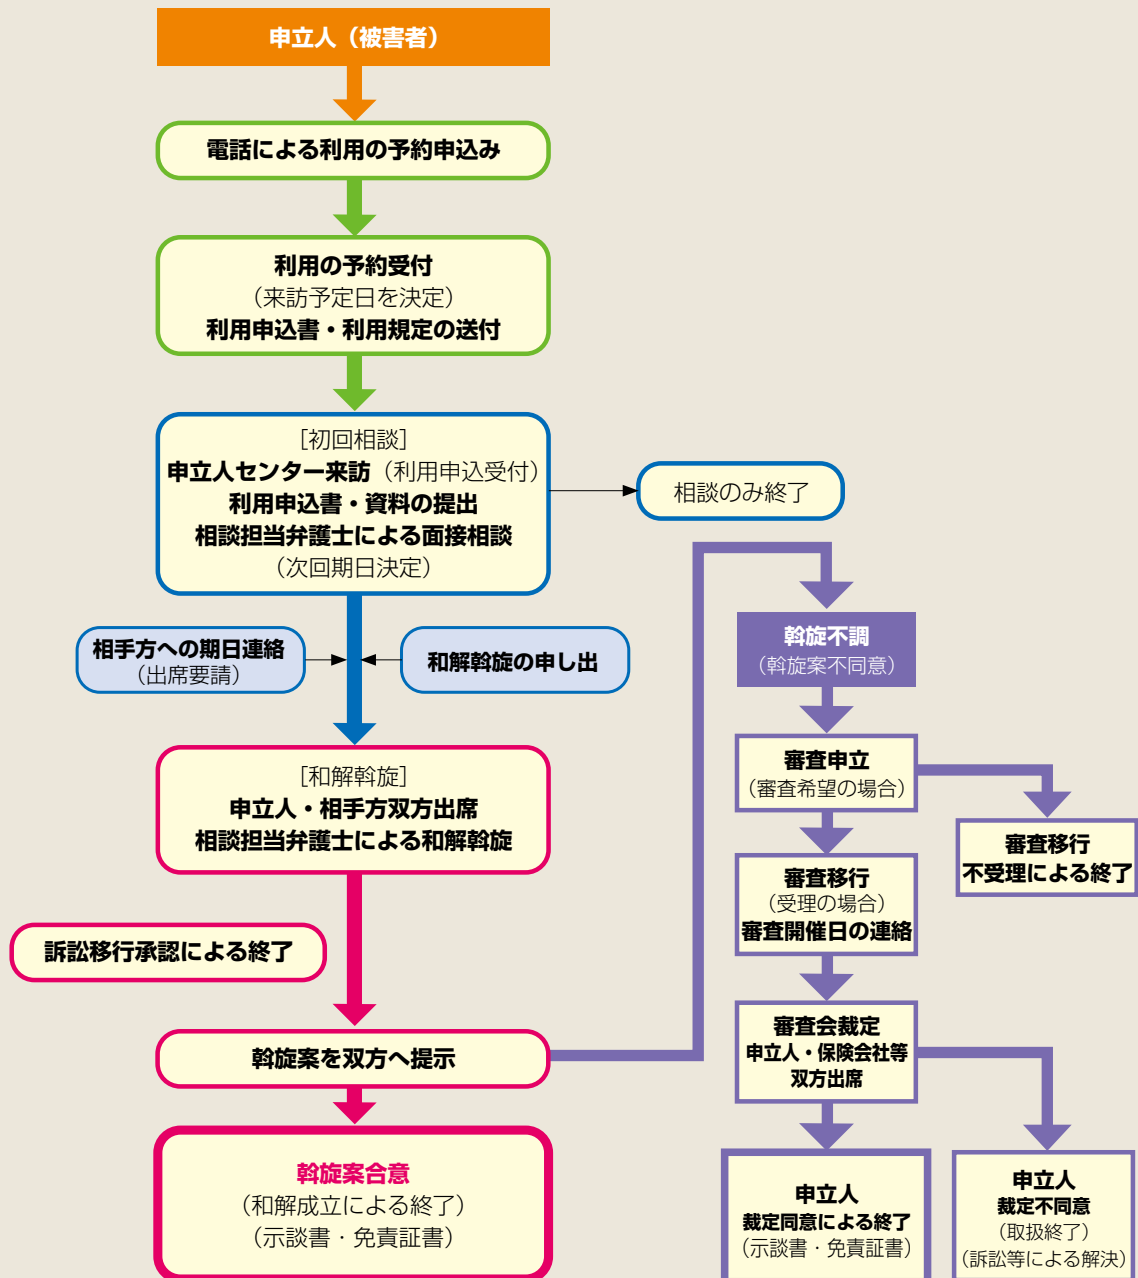 申立人（被害者）
電話による利用の予約申込み
利用の予約受付
（来訪予定日を決定）
利用申込書・利用規定の送付
［初回相談］
申立人センター来訪（利用申込受付）
利用申込書・資料の提出
相談担当弁護士による面接相談
（次回期日決定）
相談のみ終了
相手方への期日連絡
（出席要請）
和解斡旋の申し出
［和解斡旋］
申立人・相手方双方出席
相談担当弁護士による和解斡旋
訴訟移行承認による終了
斡旋案を双方へ提示
斡旋案合意
（和解成立による終了）
（示談書・免責証書）
斡旋不調
（斡旋案不同意）
審査申立
（審査希望の場合）
審査移行
不受理による終了
審査移行
（受理の場合）
審査開催日の連絡
審査会裁定
申立人・保険会社等
双方出席
申立人
裁定同意による終了
（示談書・免責証書）
申立人
裁定不同意
（取扱終了）
（訴訟等による解決）